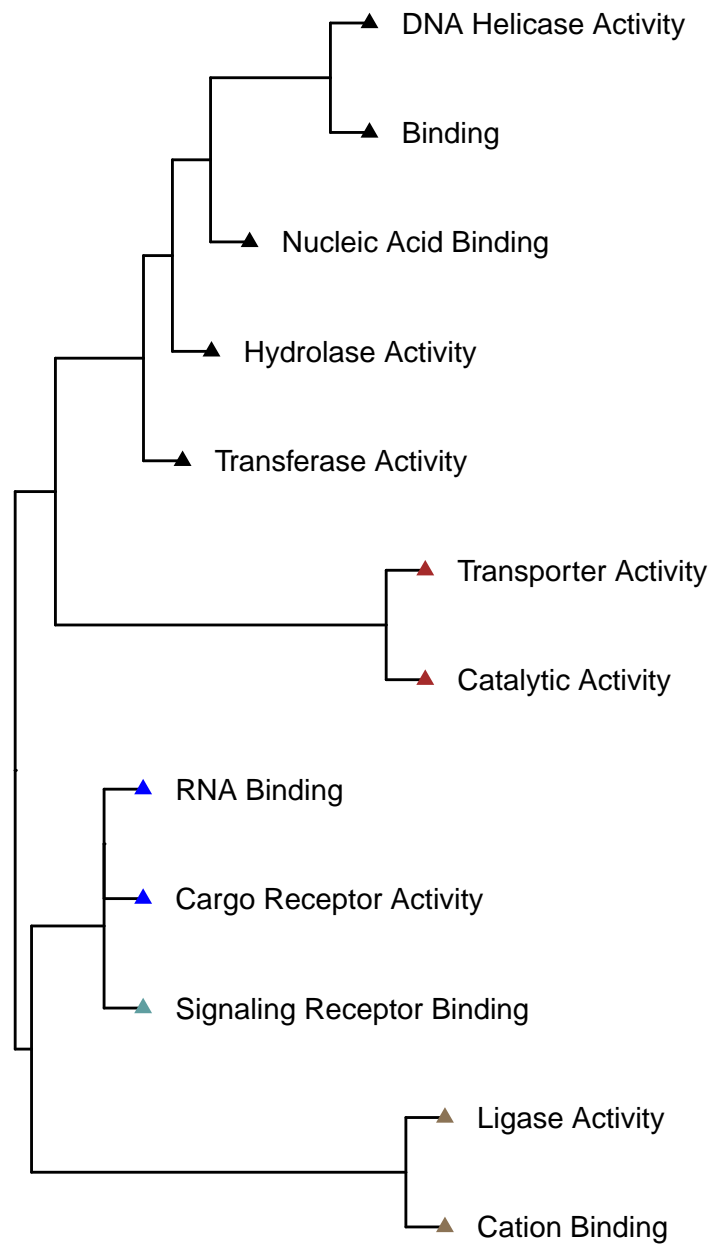 DNA Helicase Activity
Binding
Nucleic Acid Binding
Hydrolase Activity
Transferase Activity
Transporter Activity
Catalytic Activity
RNA Binding
Cargo Receptor Activity
Signaling Receptor Binding
Ligase Activity
Cation Binding